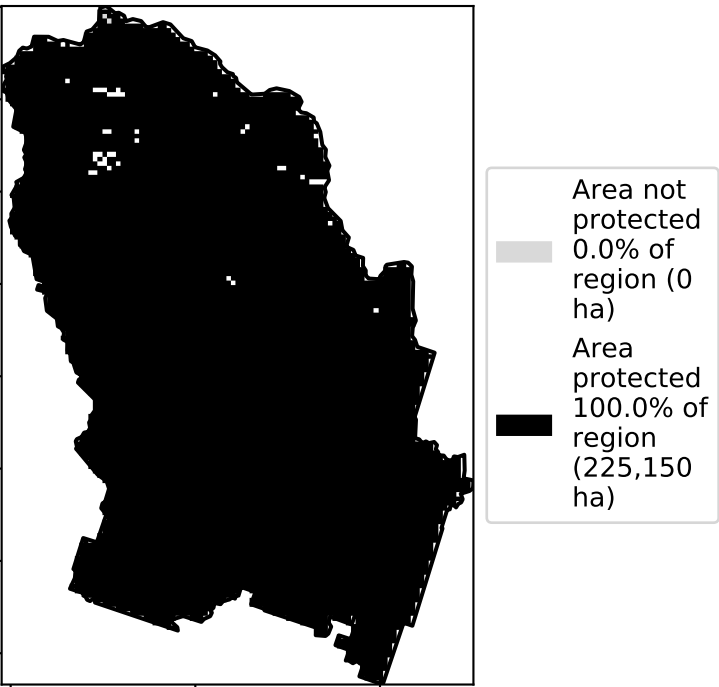 Area not
protected
0.0% of
region (0
ha)
Area
protected
100.0% of
region
(225,150
ha)